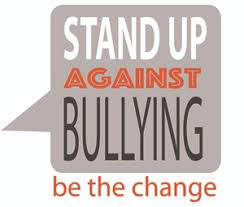 STAND UP
AGAINST
BULLYING
be the change